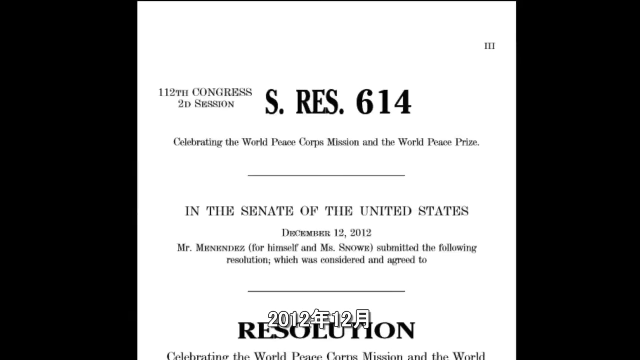 III
112TH CONGRESS
2D SESSION
S. RES. 614
Celebrating the World Peace Corps Mission and the World Peace Prize.
IN THE SENATE OF THE UNITED STATES
DECEMBER 12, 2012
Mr. MENENDEZ (for himself and Ms. SNOWE) submitted the following
resolution; which was considered and agreed to
2012年12月
RESOLUTION
Celebrating the World Peace Corps Mission and the World